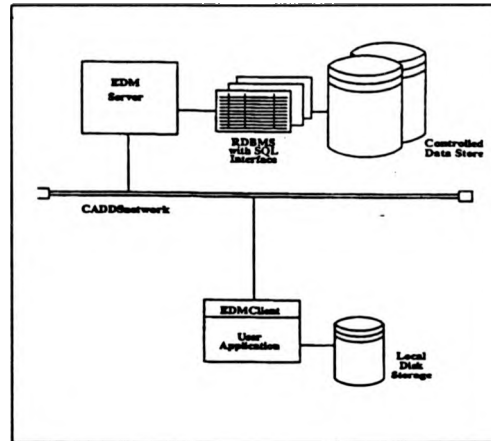 EDM
Server
RDBMS
with SQL
Interface
Controlled
Data Store
CADDSnetwork
EDMClient
User
Application
Local
Disk
Storage